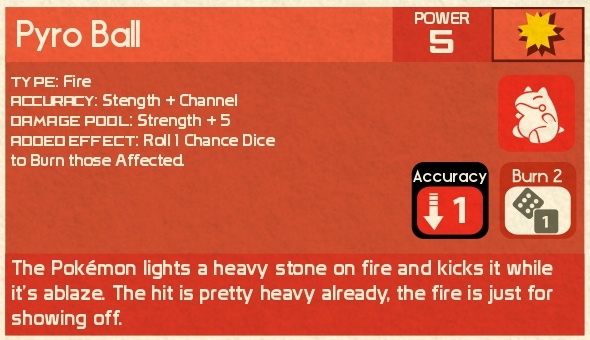 Pyro Ball
POWER
5
TYPE: Fire
ACCURACY: Stength + Channel
DAMAGE POOL: Strength + 5
ADDED EFFECT: Roll 1 Chance Dice
to Burn those Affected.
Accuracy
1
Burn 2
1
The Pokémon lights a heavy stone on fire and kicks it while
it's ablaze. The hit is pretty heavy already, the fire is just for
showing off.